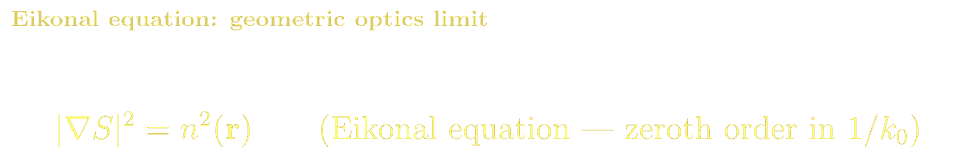 Eikonal equation: geometric optics limit
|∇S|² = n²(r)  (Eikonal equation — zeroth order in 1/k₀)